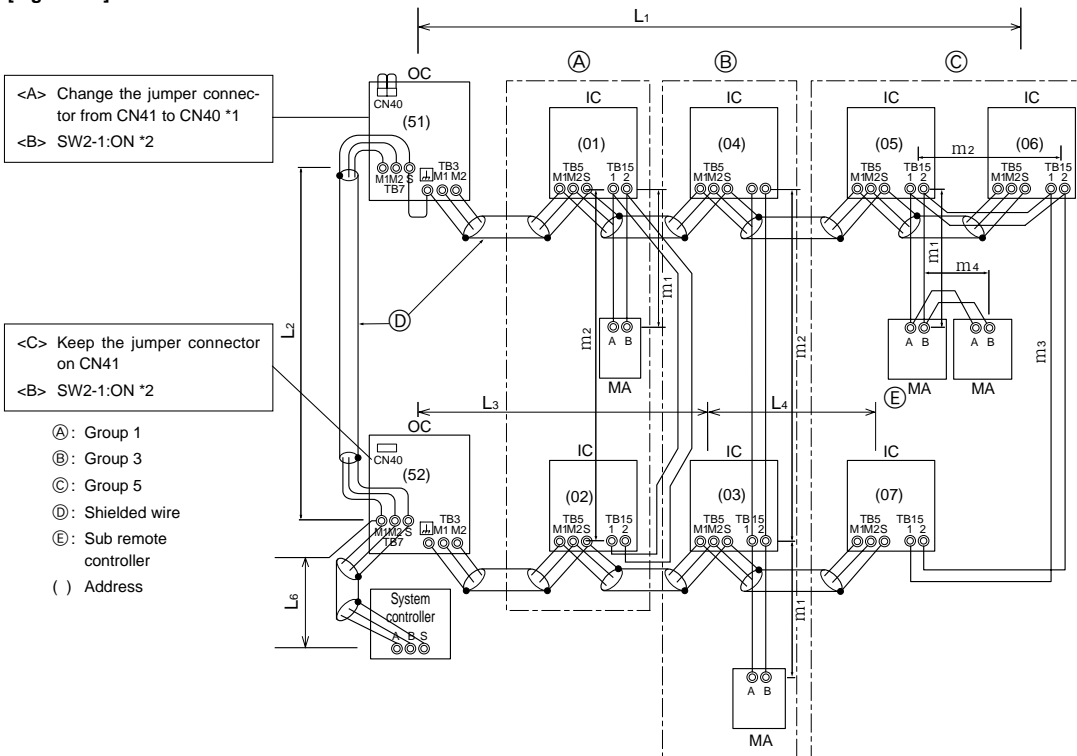 L1
Ⓐ
Ⓑ
Ⓒ
<A> Change the jumper connec-
tor from CN41 to CN40 *1
<B> SW2-1:ON *2
OC
CN40
(51)
M1M2 S
TB7
TB3
M1 M2
IC
(01)
TB5
M1M2S
TB15
1 2
IC
(04)
TB5
M1M2S
IC
(05)
TB5
M1M2S
TB15
1 2
m2
IC
(06)
TB5
M1M2S
TB15
1 2
L2
Ⓓ
m2
m1
A B
MA
m2
m1
m4
A B
MA
A B
MA
Ⓔ
m3
<C> Keep the jumper connector
on CN41
<B> SW2-1:ON *2
L3
L4
OC
CN40
(52)
M1M2 S
TB7
TB3
M1 M2
IC
(02)
TB5
M1M2S
TB15
1 2
IC
(03)
TB5
M1M2S
TB15
1 2
IC
(07)
TB5
M1M2S
TB15
1 2
Ⓐ: Group 1
Ⓑ: Group 3
Ⓒ: Group 5
Ⓓ: Shielded wire
Ⓔ: Sub remote
controller
( ) Address
L6
System
controller
A B S
m1
A B
MA